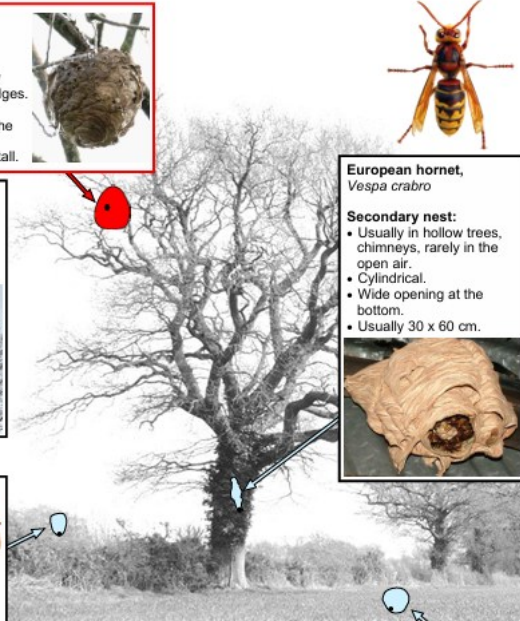 dges.
he
all.
European hornet,
Vespa crabro
Secondary nest:
• Usually in hollow trees,
chimneys, rarely in the
open air.
• Cylindrical.
• Wide opening at the
bottom.
• Usually 30 x 60 cm.